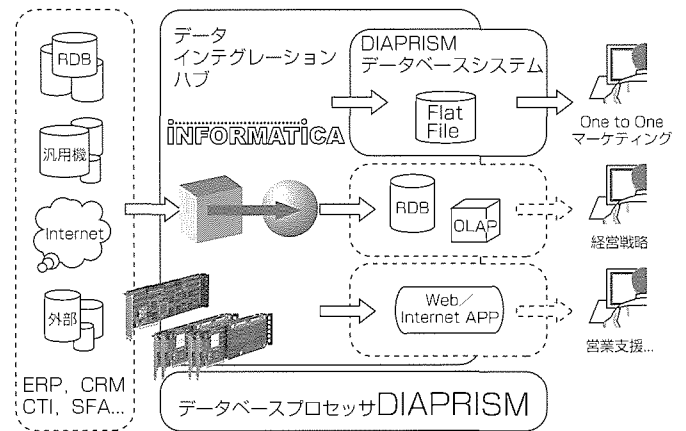 RDB
汎用機
Internet
外部
ERP, CRM
CTI, SFA...
データ
インテグレーション
ハブ
INFORMATICA
DIAPRISM
データベースシステム
Flat
File
RDB
OLAP
Web/
Internet APP
One to One
マーケティング
経営戦略
営業支援...
データベースプロセッサDIAPRISM